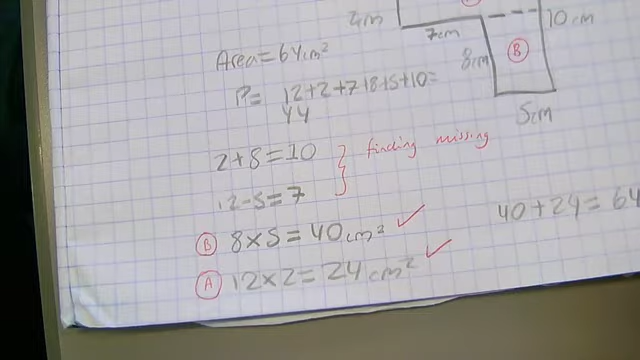 2cm
7cm
10cm
8cm
B
5cm
Area = 64cm²
P= 12+2+7+8+5+10=
44
2+8=10
12-5=7
finding missing
B 8×5=40cm² ✓
A 12×2=24cm² ✓
40+24=64